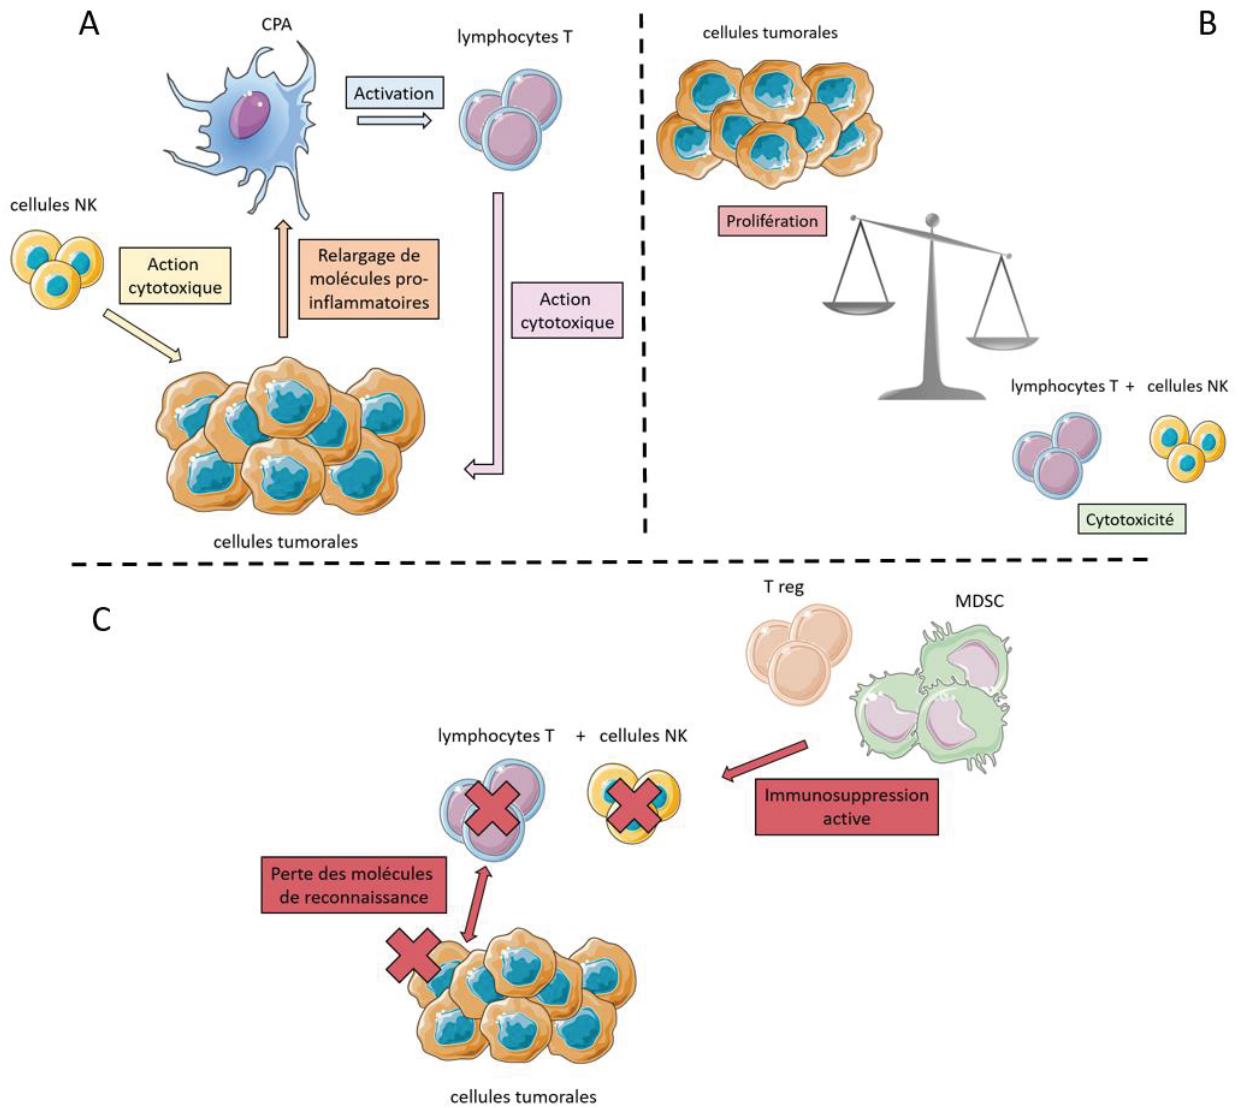 A
CPA
lymphocytes T
Activation
cellules NK
Action
cytotoxique
Relargage de
molécules pro-
inflammatoires
Action
cytotoxique
cellules tumorales
B
cellules tumorales
Prolifération
lymphocytes T + cellules NK
Cytotoxicité
C
T reg
MDSC
lymphocytes T + cellules NK
Immunosuppression
active
Perte des molécules
de reconnaissance
cellules tumorales